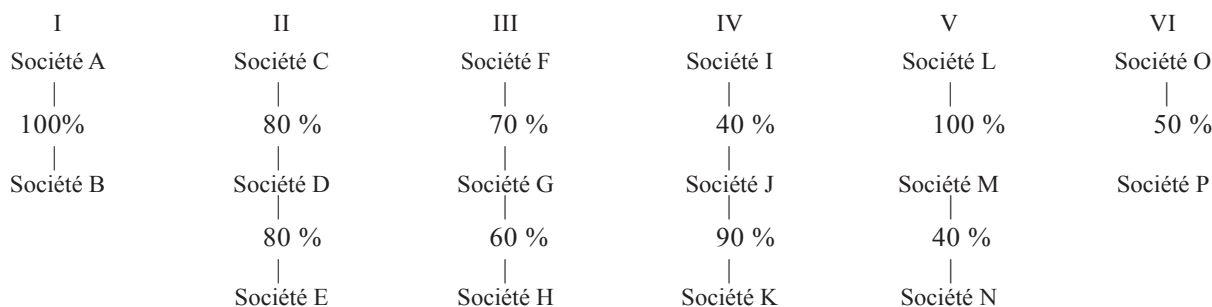 I II III IV V VI
Société A Société C Société F Société I Société L Société O
100% 80 % 70 % 40 % 100 % 50 %
Société B Société D Société G Société J Société M Société P
80 % 60 % 90 % 40 %
Société E Société H Société K Société N